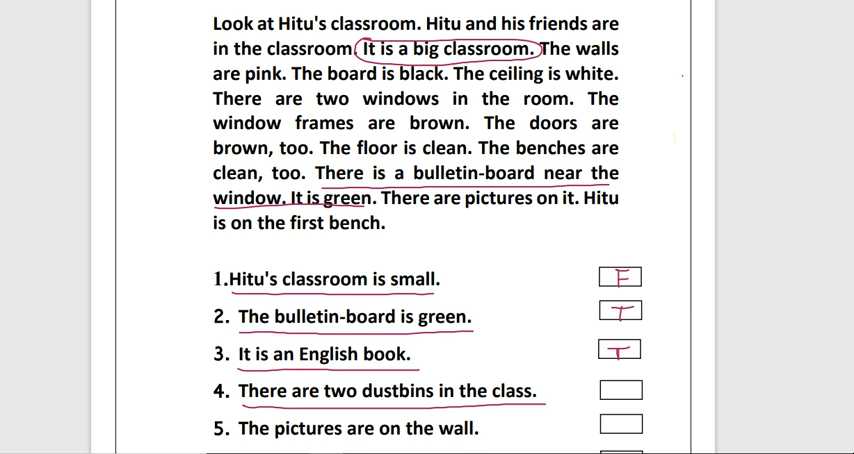 Look at Hitu's classroom. Hitu and his friends are
in the classroom. It is a big classroom. The walls
are pink. The board is black. The ceiling is white.
There are two windows in the room. The
window frames are brown. The doors are
brown, too. The floor is clean. The benches are
clean, too. There is a bulletin-board near the
window. It is green. There are pictures on it. Hitu
is on the first bench.
1.Hitu's classroom is small. F
2. The bulletin-board is green. T
3. It is an English book. T
4. There are two dustbins in the class.
5. The pictures are on the wall.